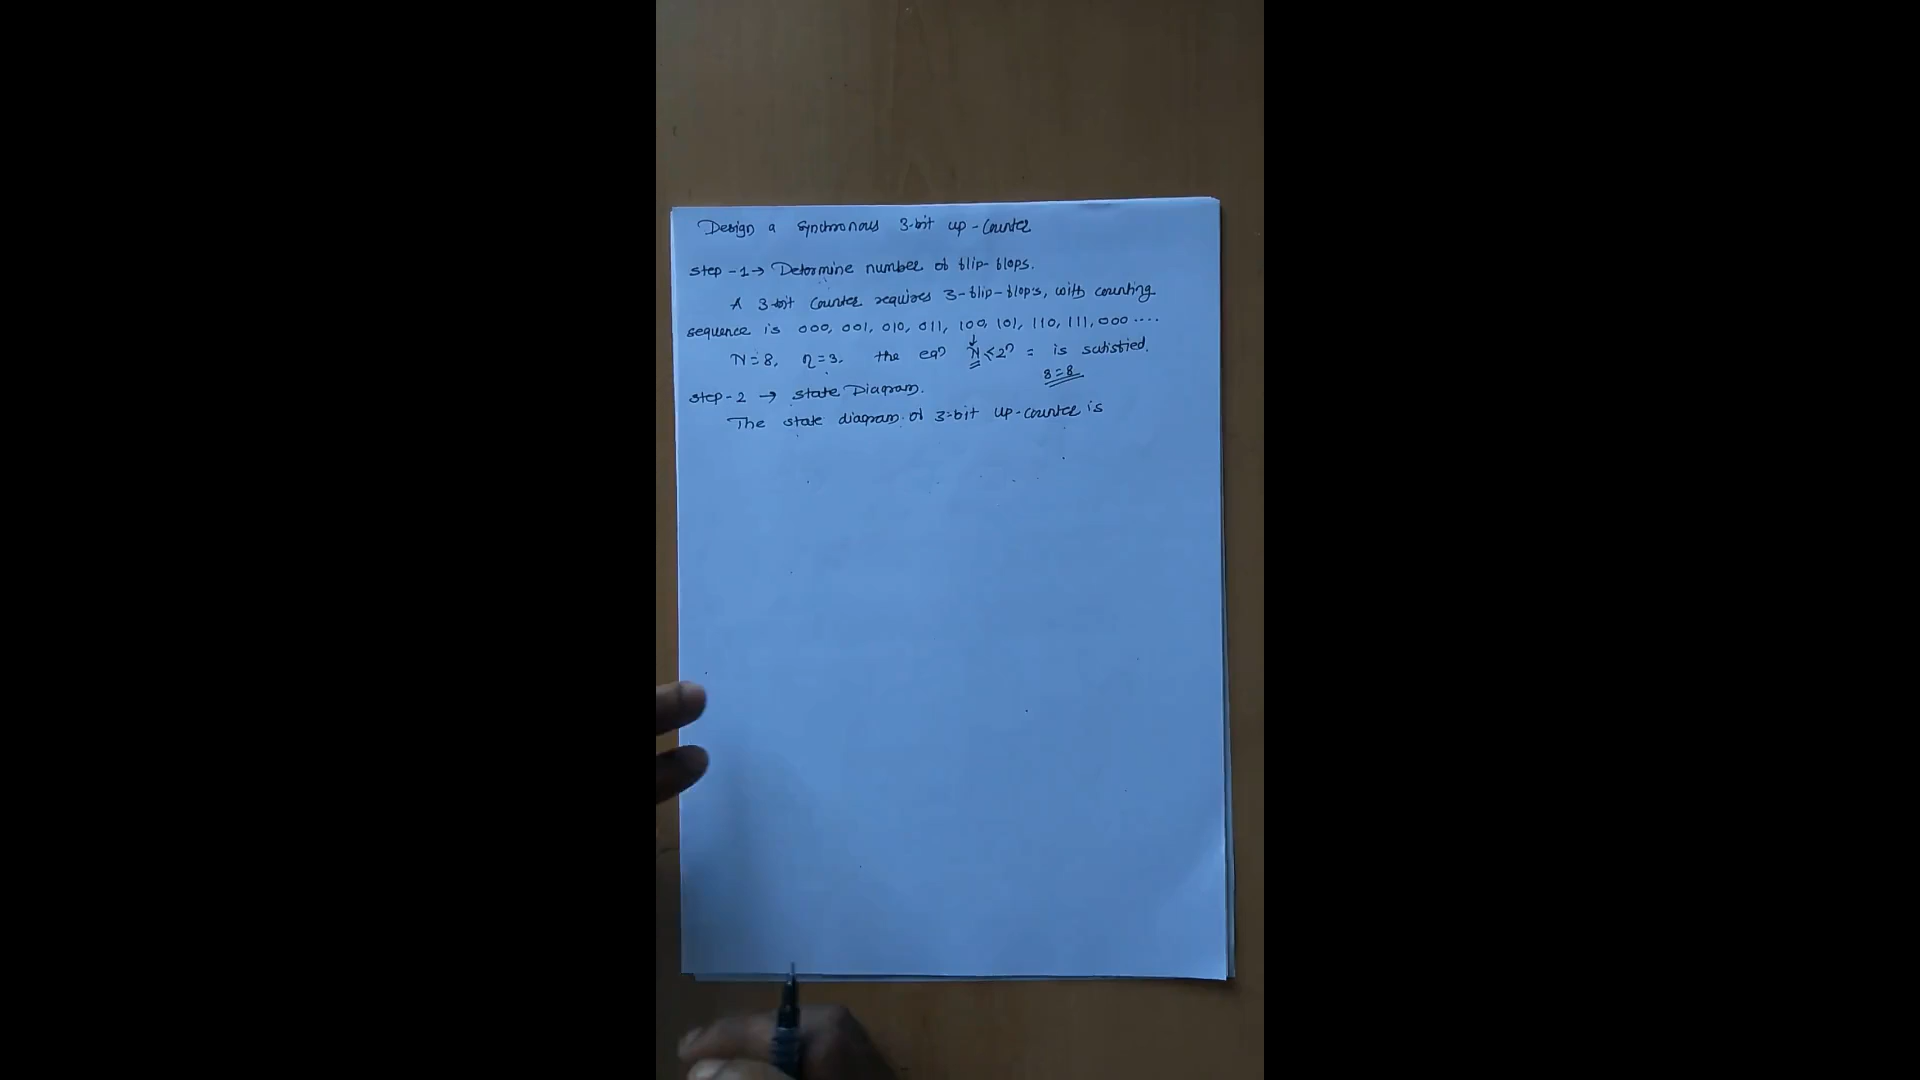 Design a Synchronous 3-bit up-Counter
Step-1→ Determine number of flip-flops.
A 3-bit Counter requires 3-flip-flops, with counting
sequence is 000, 001, 010, 011, 100, 101, 110, 111, 000 ....
N=8, n=3. the eqn N≤2ⁿ = is satisfied.
8=8
Step-2 → State Diagram.
The state diagram of 3-bit up-counter is